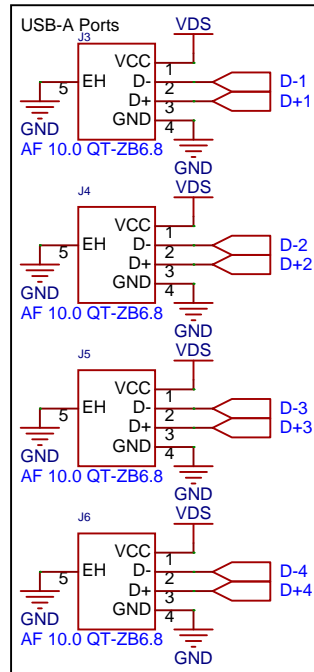 USB-A Ports
VDS
J3
VCC 1
5 EH D- 2 D-1
D+ 3 D+1
GND 4
GND
GND
AF 10.0 QT-ZB6.8
VDS
J4
VCC 1
5 EH D- 2 D-2
D+ 3 D+2
GND 4
GND
GND
AF 10.0 QT-ZB6.8
VDS
J5
VCC 1
5 EH D- 2 D-3
D+ 3 D+3
GND 4
GND
AF 10.0 QT-ZB6.8
GND
VDS
J6
VCC 1
5 EH D- 2 D-4
D+ 3 D+4
GND 4
GND
AF 10.0 QT-ZB6.8
GND